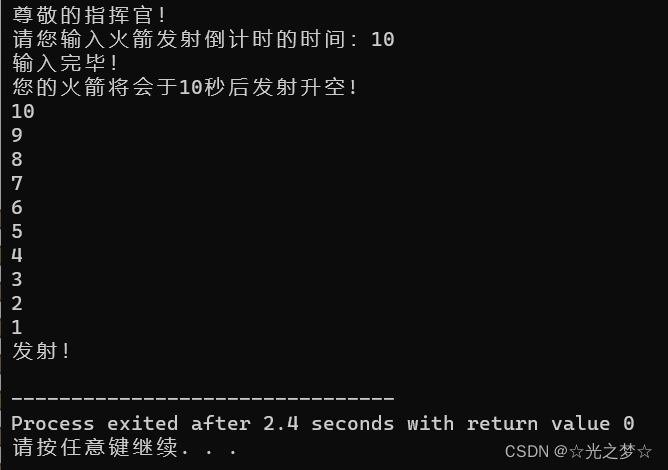 尊敬的指挥官!
请您输入火箭发射倒计时的时间: 10
输入完毕!
您的火箭将会于10秒后发射升空!
10
9
8
7
6
5
4
3
2
1
发射!
--------------------------------
Process exited after 2.4 seconds with return value 0
请按任意键继续. . .
CSDN @☆光之梦☆